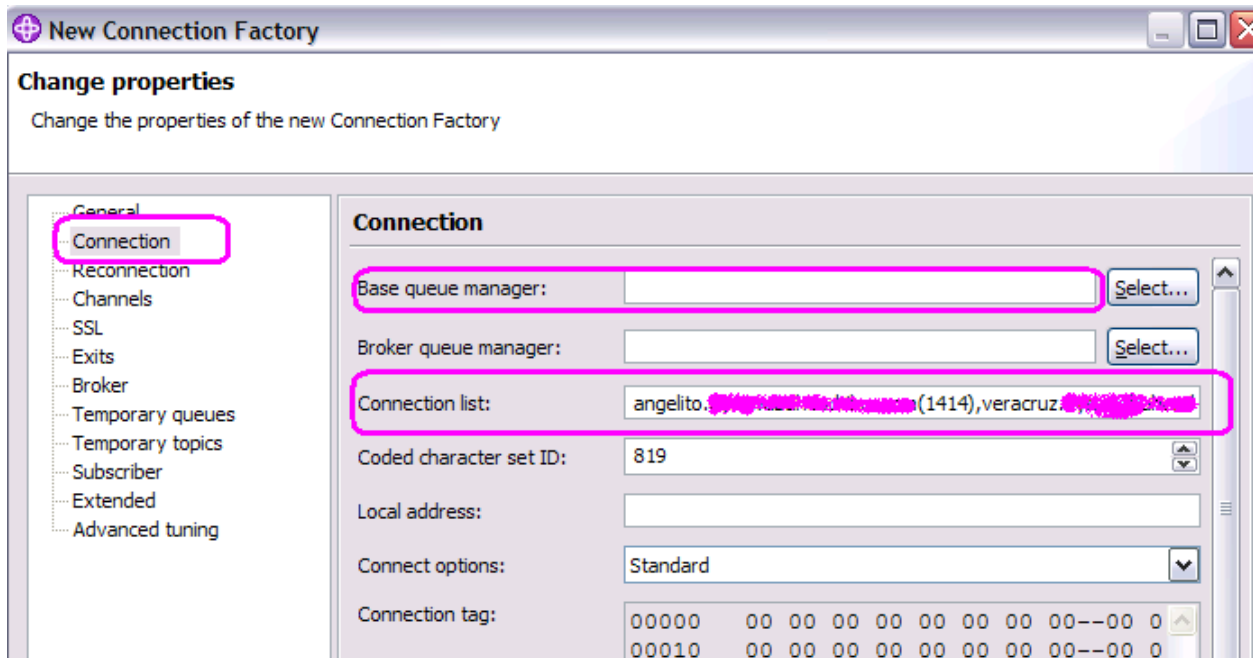 New Connection Factory
Change properties
Change the properties of the new Connection Factory
General
Connection
Reconnection
Channels
SSL
Exits
Broker
Temporary queues
Temporary topics
Subscriber
Extended
Advanced tuning
Connection
Base queue manager: Select...
Broker queue manager: Select...
Connection list: angelito. (1414),veracruz.
Coded character set ID: 819
Local address:
Connect options: Standard
Connection tag: 00000 00 00 00 00 00 00 00 00--00 0
00010 00 00 00 00 00 00 00 00--00 0